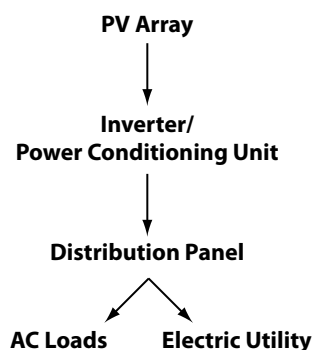 PV Array
Inverter/
Power Conditioning Unit
Distribution Panel
AC Loads
Electric Utility